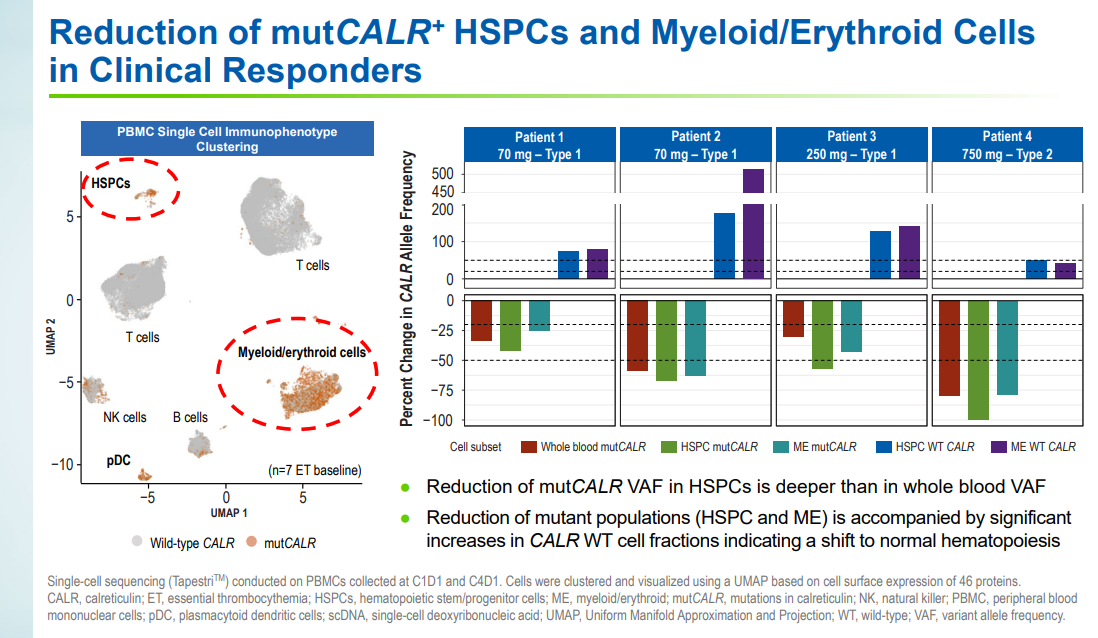 Reduction of mutCALR⁺ HSPCs and Myeloid/Erythroid Cells
in Clinical Responders
PBMC Single Cell Immunophenotype
Clustering
HSPCs
T cells
T cells
Myeloid/erythroid cells
NK cells
B cells
pDC
(n=7 ET baseline)
UMAP 2
5
0
−5
−10
−5
0
5
UMAP 1
Wild-type CALR
mutCALR
Percent Change in CALR Allele Frequency
Patient 1
70 mg – Type 1
Patient 2
70 mg – Type 1
Patient 3
250 mg – Type 1
Patient 4
750 mg – Type 2
500
450
200
100
0
0
−25
−50
−75
−100
Cell subset
Whole blood mutCALR
HSPC mutCALR
ME mutCALR
HSPC WT CALR
ME WT CALR
● Reduction of mutCALR VAF in HSPCs is deeper than in whole blood VAF
● Reduction of mutant populations (HSPC and ME) is accompanied by significant
increases in CALR WT cell fractions indicating a shift to normal hematopoiesis
Single-cell sequencing (Tapestri™) conducted on PBMCs collected at C1D1 and C4D1. Cells were clustered and visualized using a UMAP based on cell surface expression of 46 proteins.
CALR, calreticulin; ET, essential thrombocythemia; HSPCs, hematopoietic stem/progenitor cells; ME, myeloid/erythroid; mutCALR, mutations in calreticulin; NK, natural killer; PBMC, peripheral blood
mononuclear cells; pDC, plasmacytoid dendritic cells; scDNA, single-cell deoxyribonucleic acid; UMAP, Uniform Manifold Approximation and Projection; WT, wild-type; VAF, variant allele frequency.